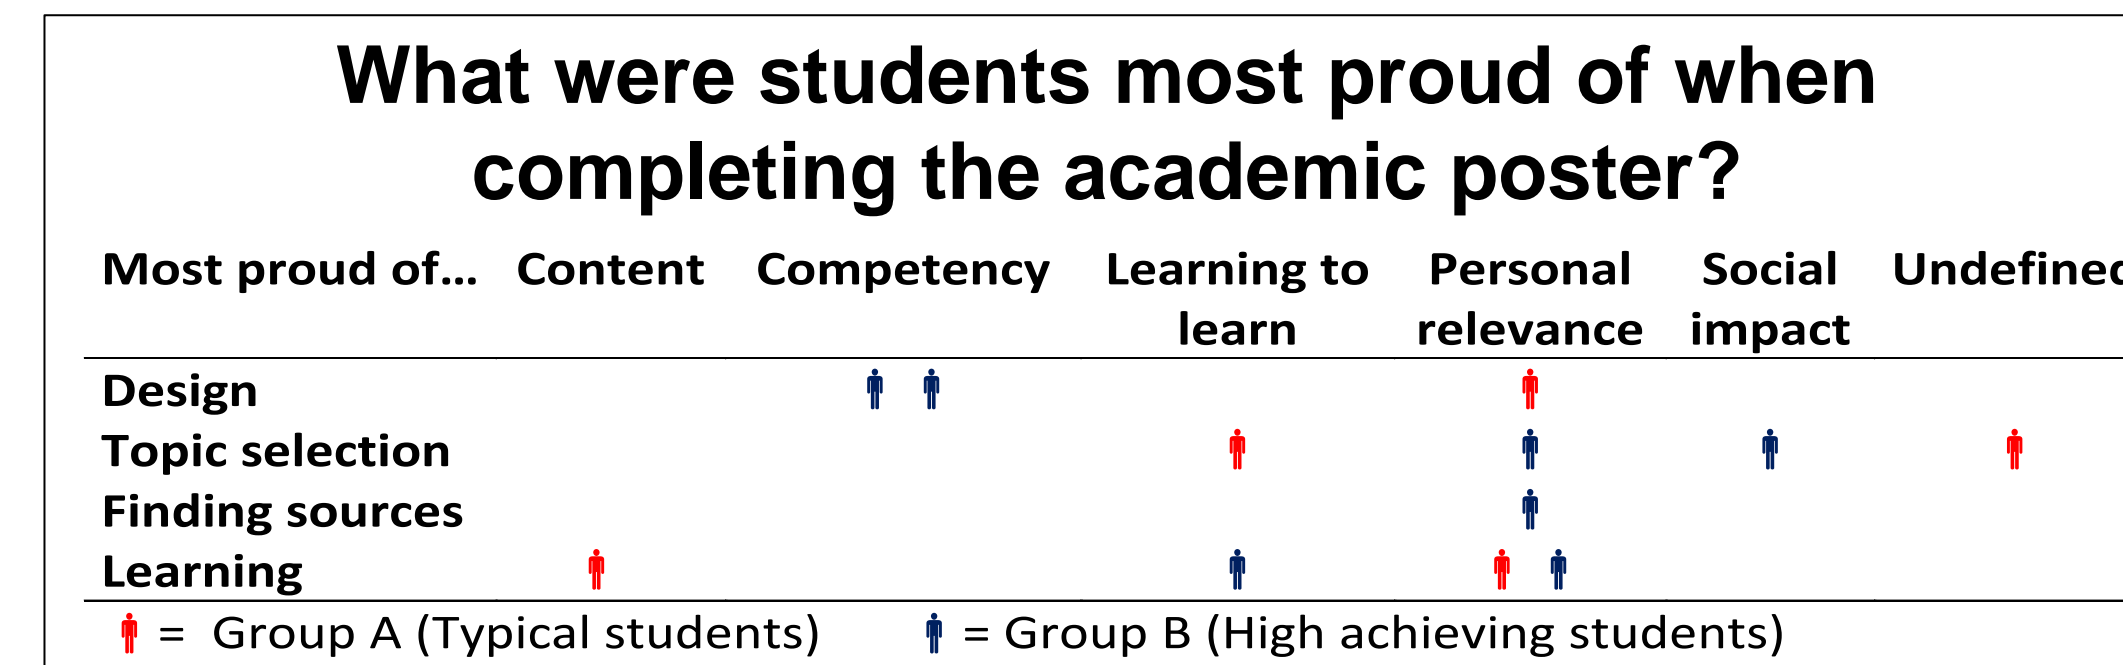 What were students most proud of when
completing the academic poster?
Most proud of... Content Competency Learning to Personal Social Undefined
learn relevance impact
Design
Topic selection
Finding sources
Learning
= Group A (Typical students) = Group B (High achieving students)